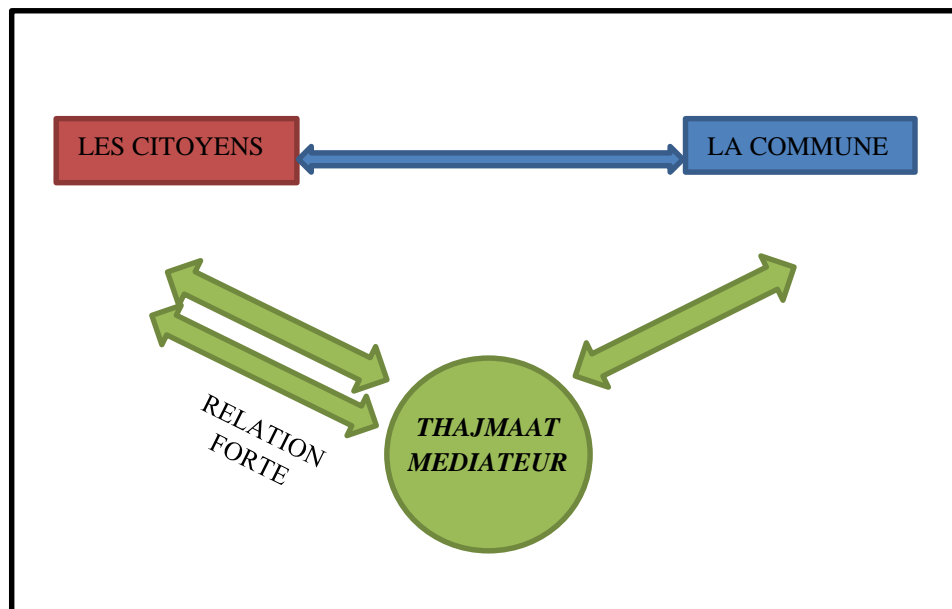 LES CITOYENS
LA COMMUNE
RELATION
FORTE
THAJMAAT
MEDIATEUR